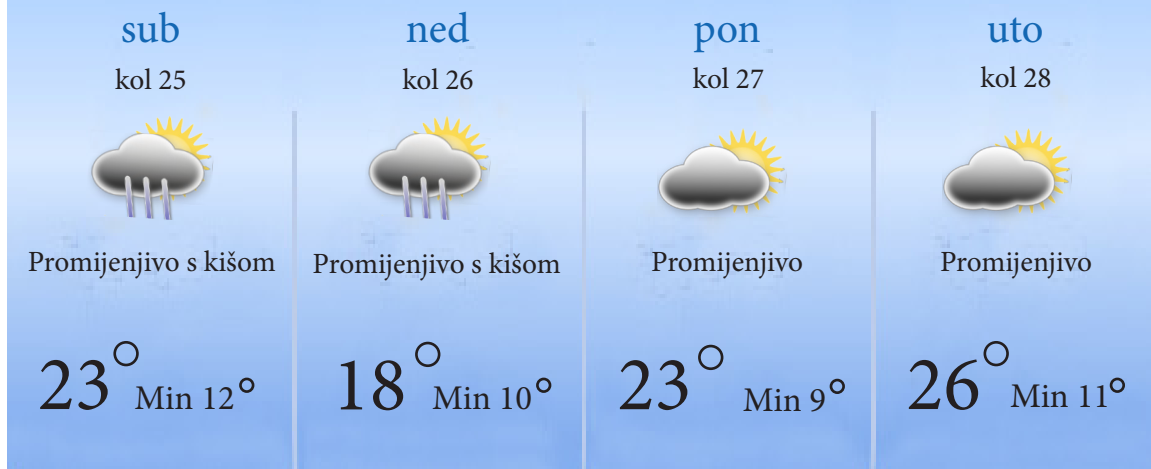 sub
kol 25
Promijenjivo s kišom
23° Min 12°
ned
kol 26
Promijenjivo s kišom
18° Min 10°
pon
kol 27
Promijenjivo
23° Min 9°
uto
kol 28
Promijenjivo
26° Min 11°